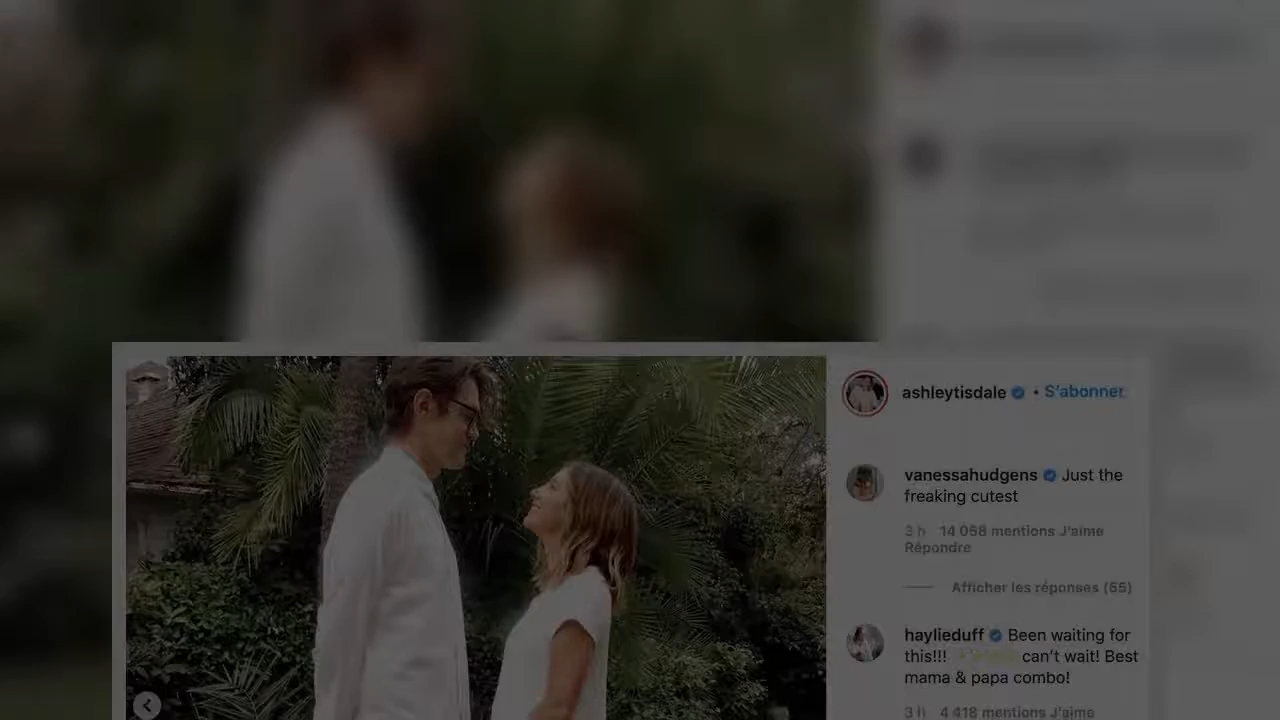 ashleytisdale • S'abonner
vanessahudgens Just the
freaking cutest
3 h 14 068 mentions J'aime
Répondre
Afficher les réponses (65)
haylieduff Been waiting for
this!!! can't wait! Best
mama & papa combo!
3 h 4 418 mentions J'aime